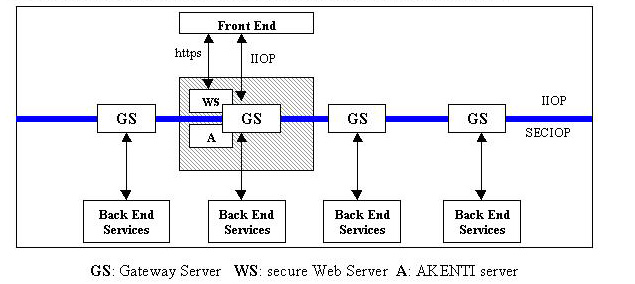 Front End
https
IIOP
WS
GS
GS
GS
GS
A
IIOP
SECIOP
Back End
Services
Back End
Services
Back End
Services
Back End
Services
GS: Gateway Server WS: secure Web Server A: AKENTI server